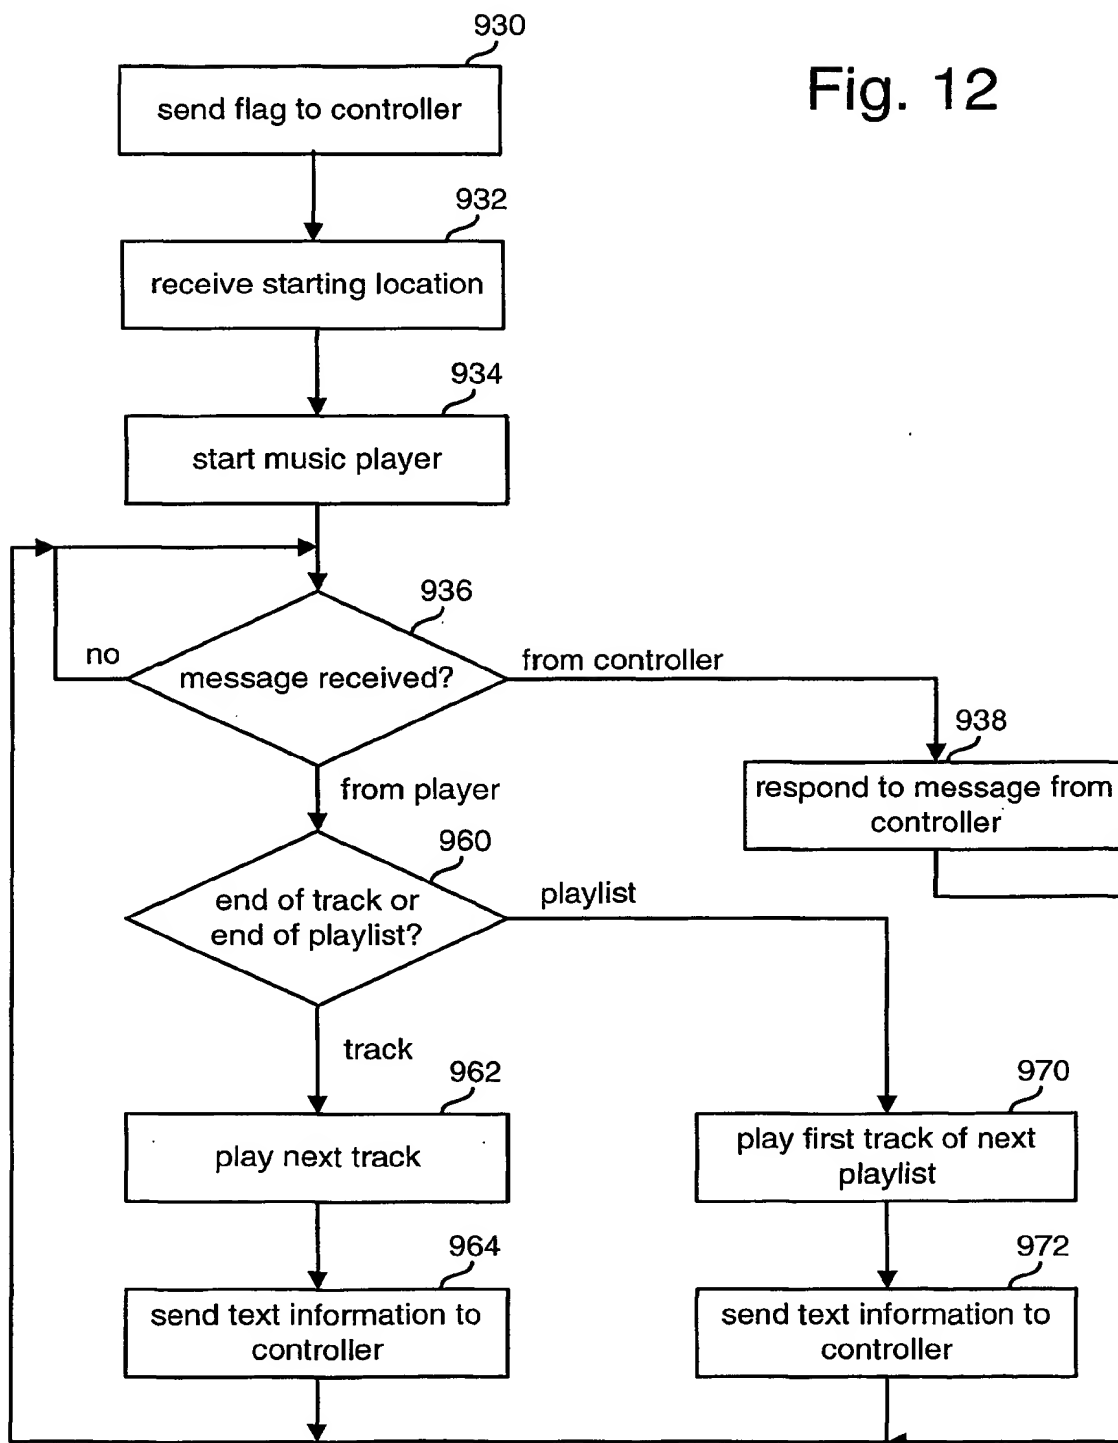 Fig. 12
930
send flag to controller
932
receive starting location
934
start music player
936
no
message received?
from controller
938
respond to message from
controller
from player
960
end of track or
end of playlist?
playlist
track
962
play next track
970
play first track of next
playlist
964
send text information to
controller
972
send text information to
controller